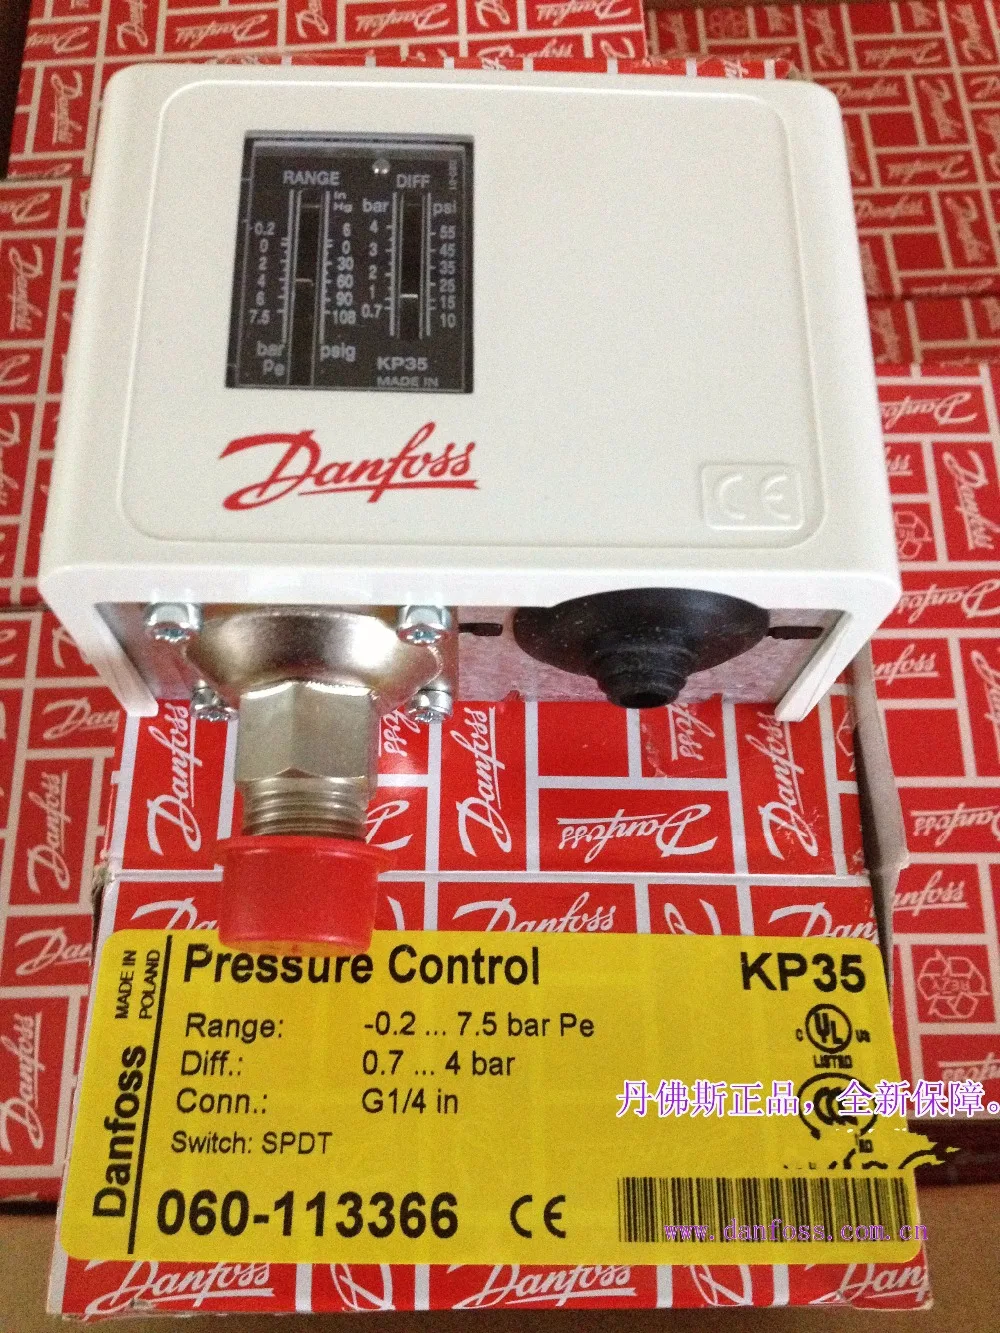 RANGE
DIFF
in
Hg
bar
psi
0.2
6
4
55
0
0
3
45
2
30
2
35
4
60
1
25
6
90
0.7
15
7.5
108
10
bar
psig
Pe
KP35
MADE IN
Danfoss
CE
MADE IN
POLAND
Danfoss
Pressure Control
KP35
Range: -0.2 ... 7.5 bar Pe
Diff.: 0.7 ... 4 bar
Conn.: G1/4 in
Switch: SPDT
060-113366 CE
C UL US
LISTED
丹佛斯正品，全新保障。
www.danfoss.com.cn